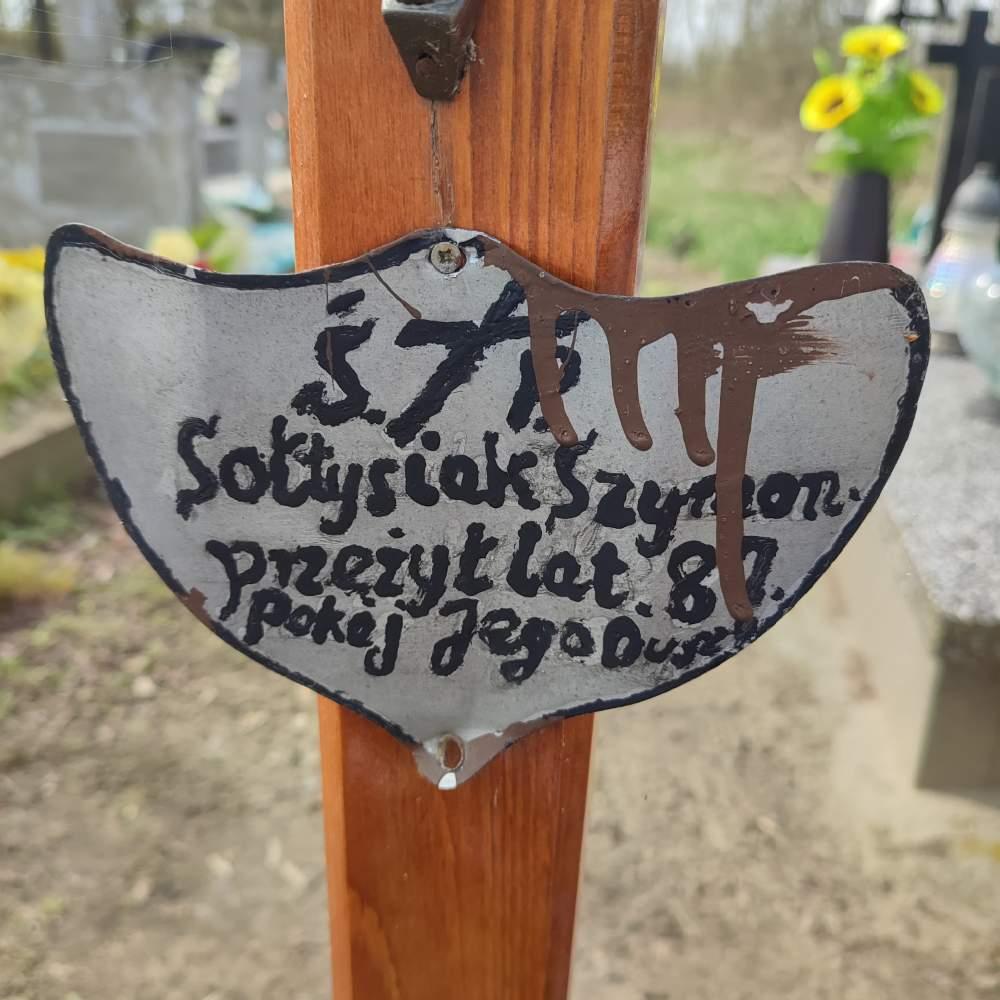 Ś.†P.
Sołtysiak Szymon.
przeżył lat. 87.
Pokój Jego Duszy